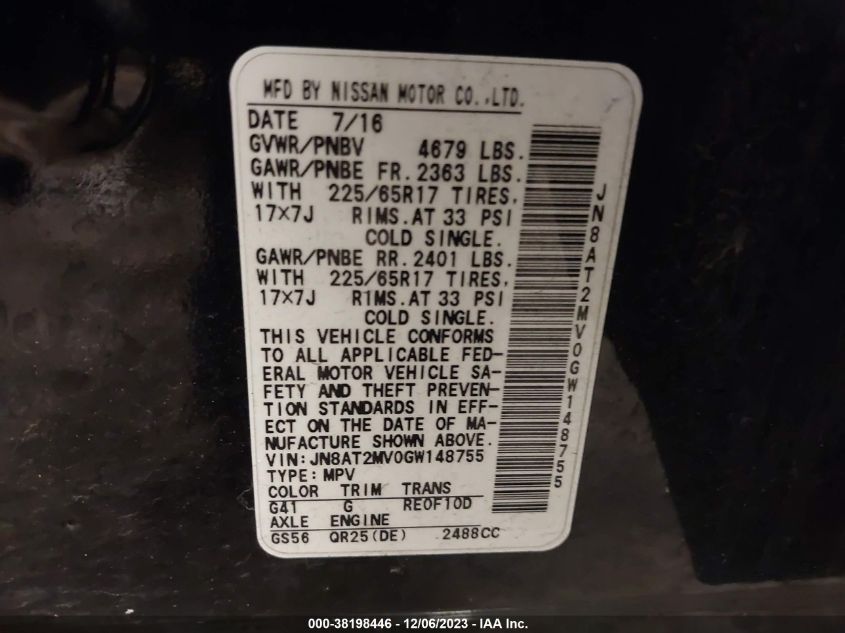 MFD BY NISSAN MOTOR CO.,LTD.
DATE 7/16
GVWR/PNBV 4679 LBS.
GAWR/PNBE FR. 2363 LBS.
WITH 225/65R17 TIRES,
17×7J RIMS.AT 33 PSI
COLD SINGLE.
GAWR/PNBE RR. 2401 LBS.
WITH 225/65R17 TIRES,
17×7J RIMS.AT 33 PSI
COLD SINGLE.
THIS VEHICLE CONFORMS
TO ALL APPLICABLE FED-
ERAL MOTOR VEHICLE SA-
FETY AND THEFT PREVEN-
TION STANDARDS IN EFF-
ECT ON THE DATE OF MA-
NUFACTURE SHOWN ABOVE.
VIN:JN8AT2MV0GW148755
TYPE:MPV
COLOR TRIM TRANS
G41 G RE0F10D
AXLE ENGINE
GS56 QR25(DE) 2488CC
JN8AT2MV0GW148755
000-38198446 - 12/06/2023 - IAA Inc.